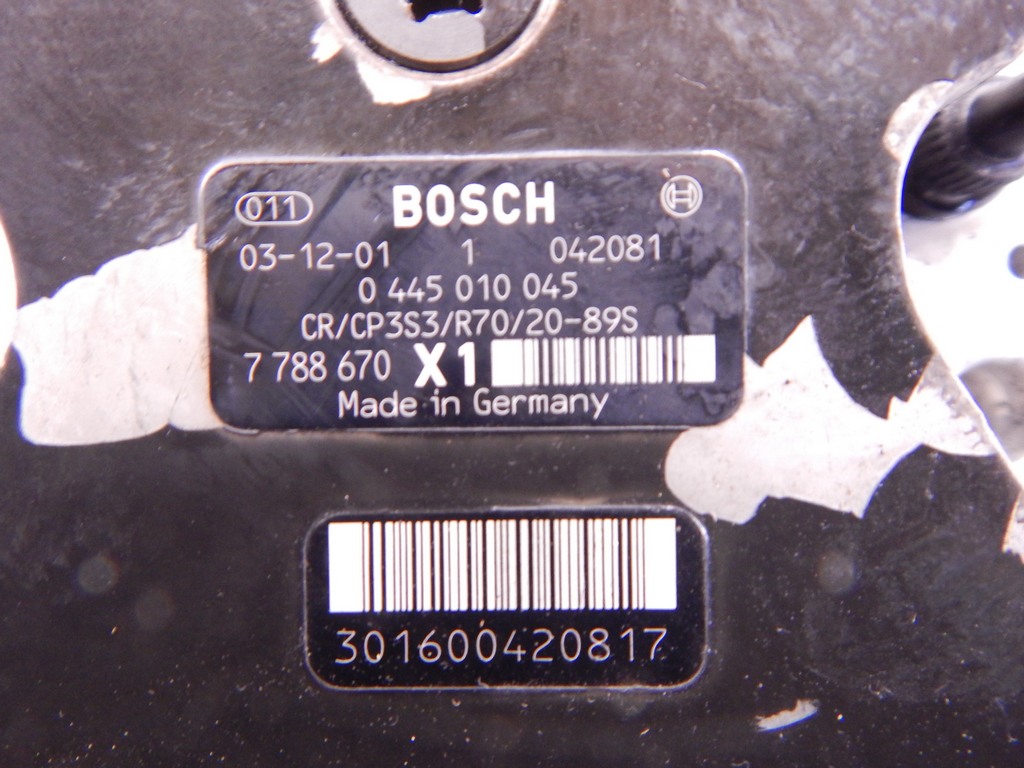 011 BOSCH
03-12-01 1 042081
0 445 010 045
CR/CP3S3/R70/20-89S
7 788 670 X1
Made in Germany
301600420817